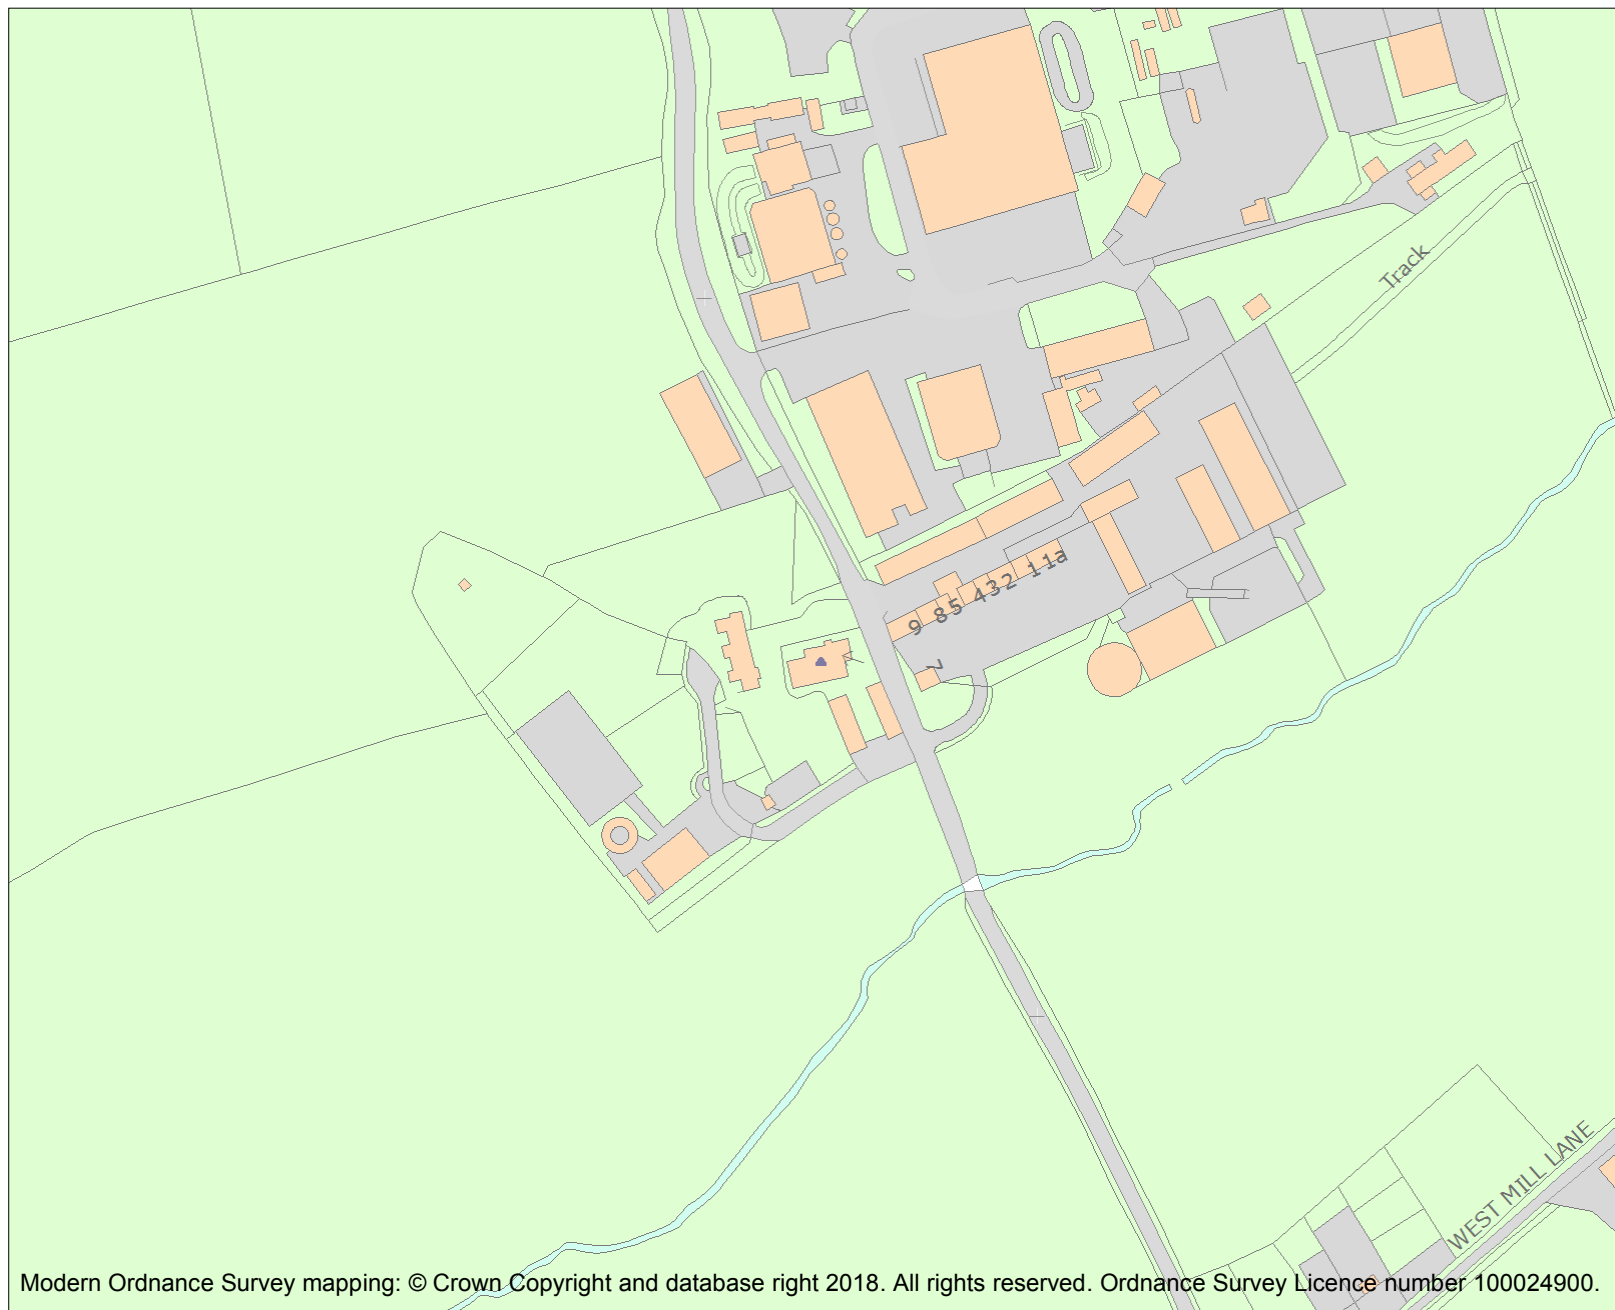 Track
9 8 5 4 3 2 1 1a
7
WEST MILL LANE
Modern Ordnance Survey mapping: © Crown Copyright and database right 2018. All rights reserved. Ordnance Survey Licence number 100024900.